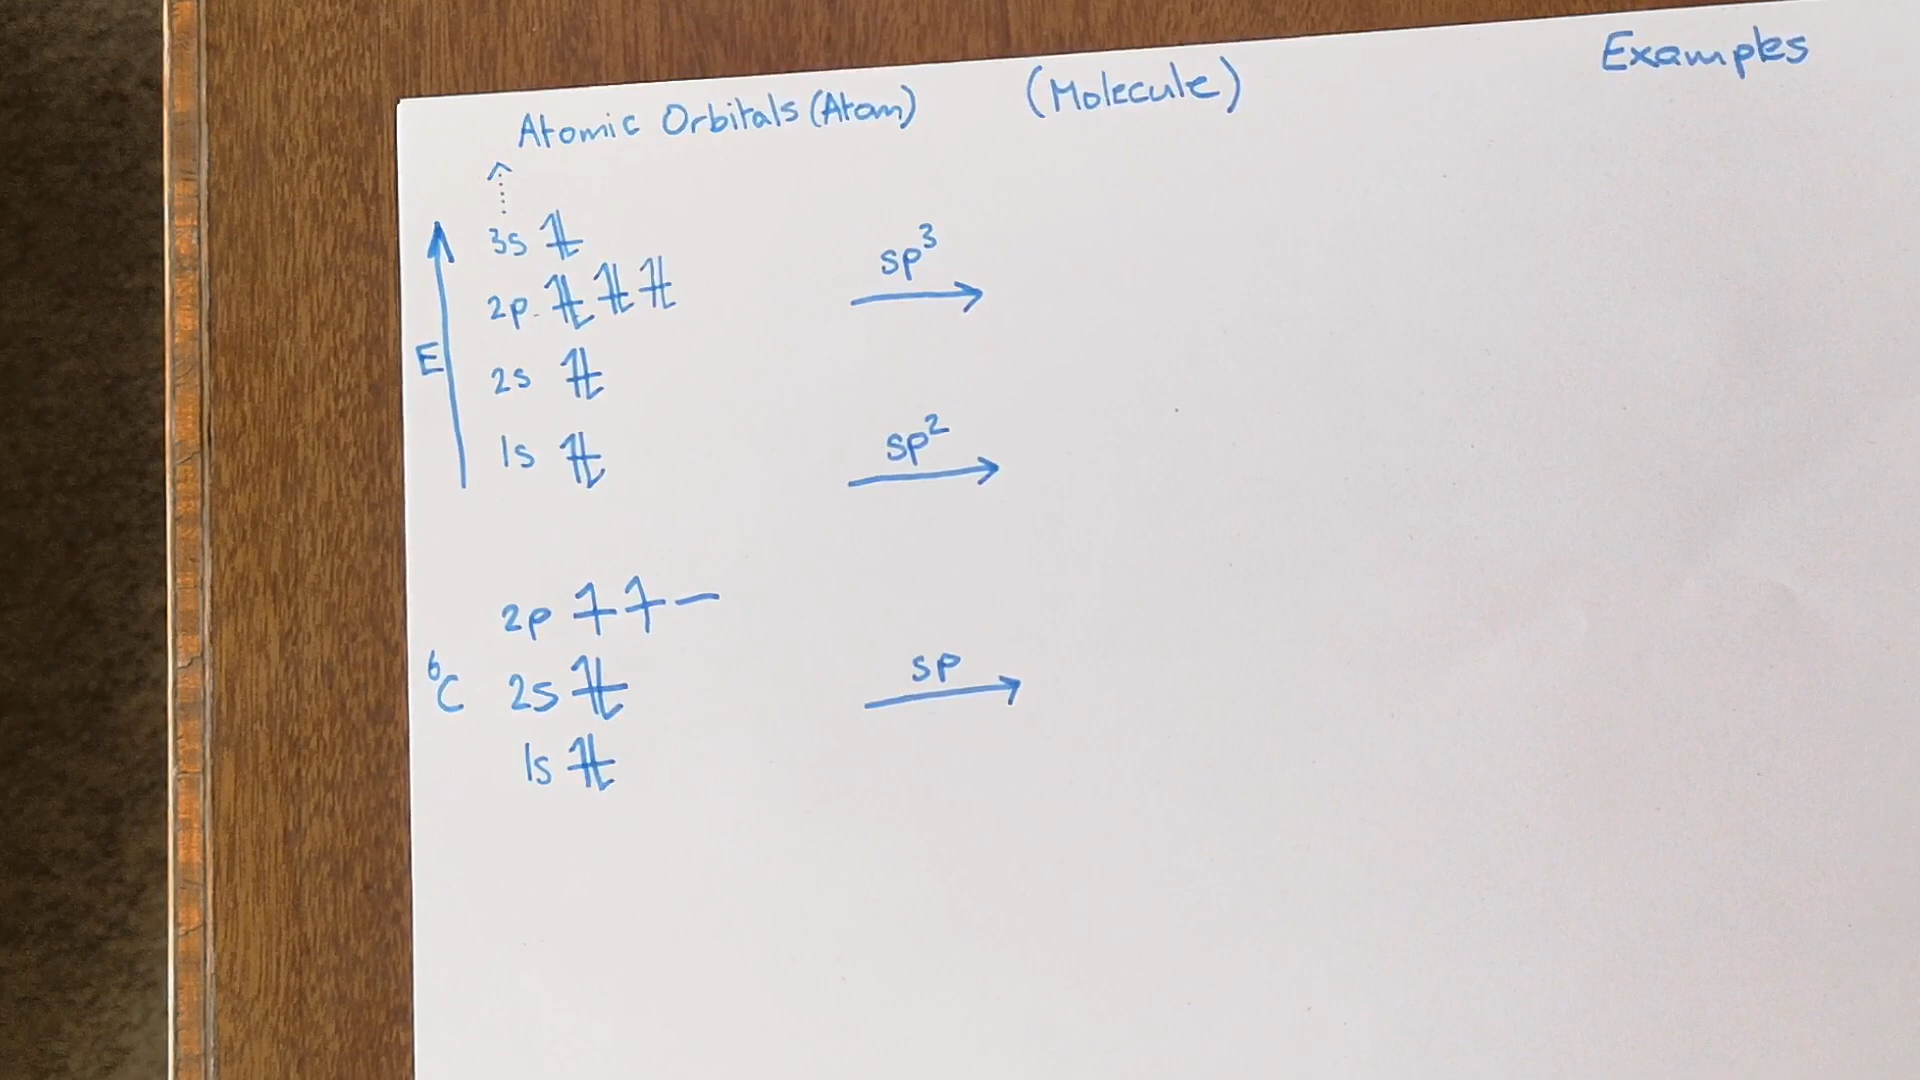 Atomic Orbitals (Atom) (Molecule) Examples
3s
2p
2s
1s
E
sp³
sp²
2p
⁶C 2s
1s
sp